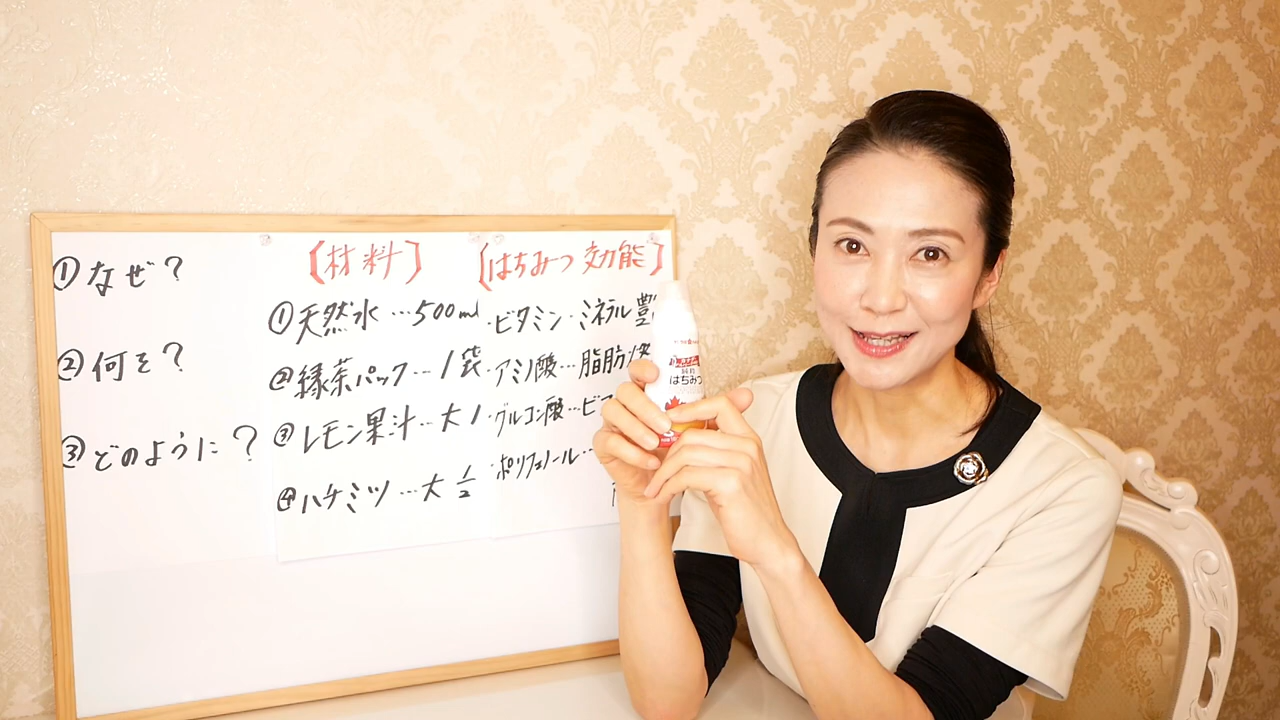 ①なぜ？
②何を？
③どのように？
【材料】
①天然水…500ml
②緑茶パック…1袋
③レモン果汁…大1
④ハチミツ…大1/2
【はちみつ効能】
・ビタミン・ミネラル豊
・アミノ酸…脂肪燃
・グルコン酸…ビフ
・ポリフェノール…
はちみつ